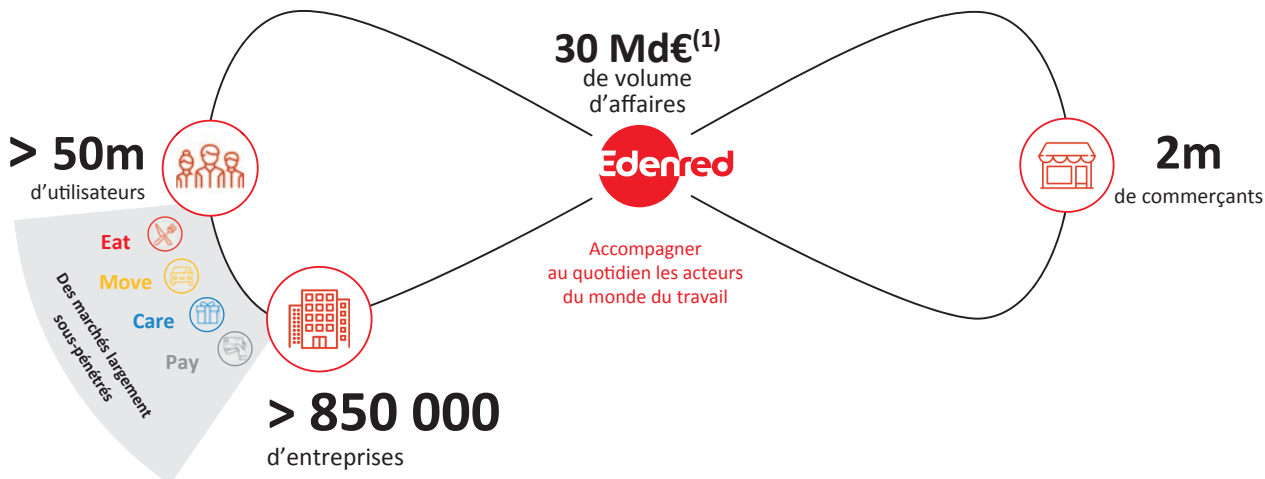 30 Md€(1)
de volume
d'affaires
Edenred
Accompagner
au quotidien les acteurs
du monde du travail
> 50m
d'utilisateurs
Eat
Move
Care
Pay
Des marchés largement
sous-pénétrés
> 850 000
d'entreprises
2m
de commerçants